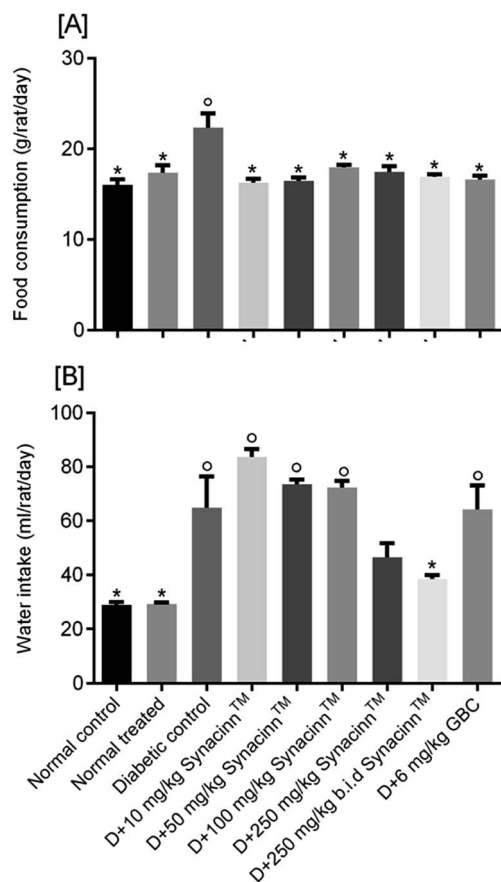 [A]
Food consumption (g/rat/day)
30
20
10
0
* * ° * * * * * *
[B]
Water intake (ml/rat/day)
100
80
60
40
20
0
* * ° ° ° ° * °
Normal control
Normal treated
Diabetic control
D+10 mg/kg Synacinn™
D+50 mg/kg Synacinn™
D+100 mg/kg Synacinn™
D+250 mg/kg Synacinn™
D+250 mg/kg b.i.d Synacinn™
D+6 mg/kg GBC